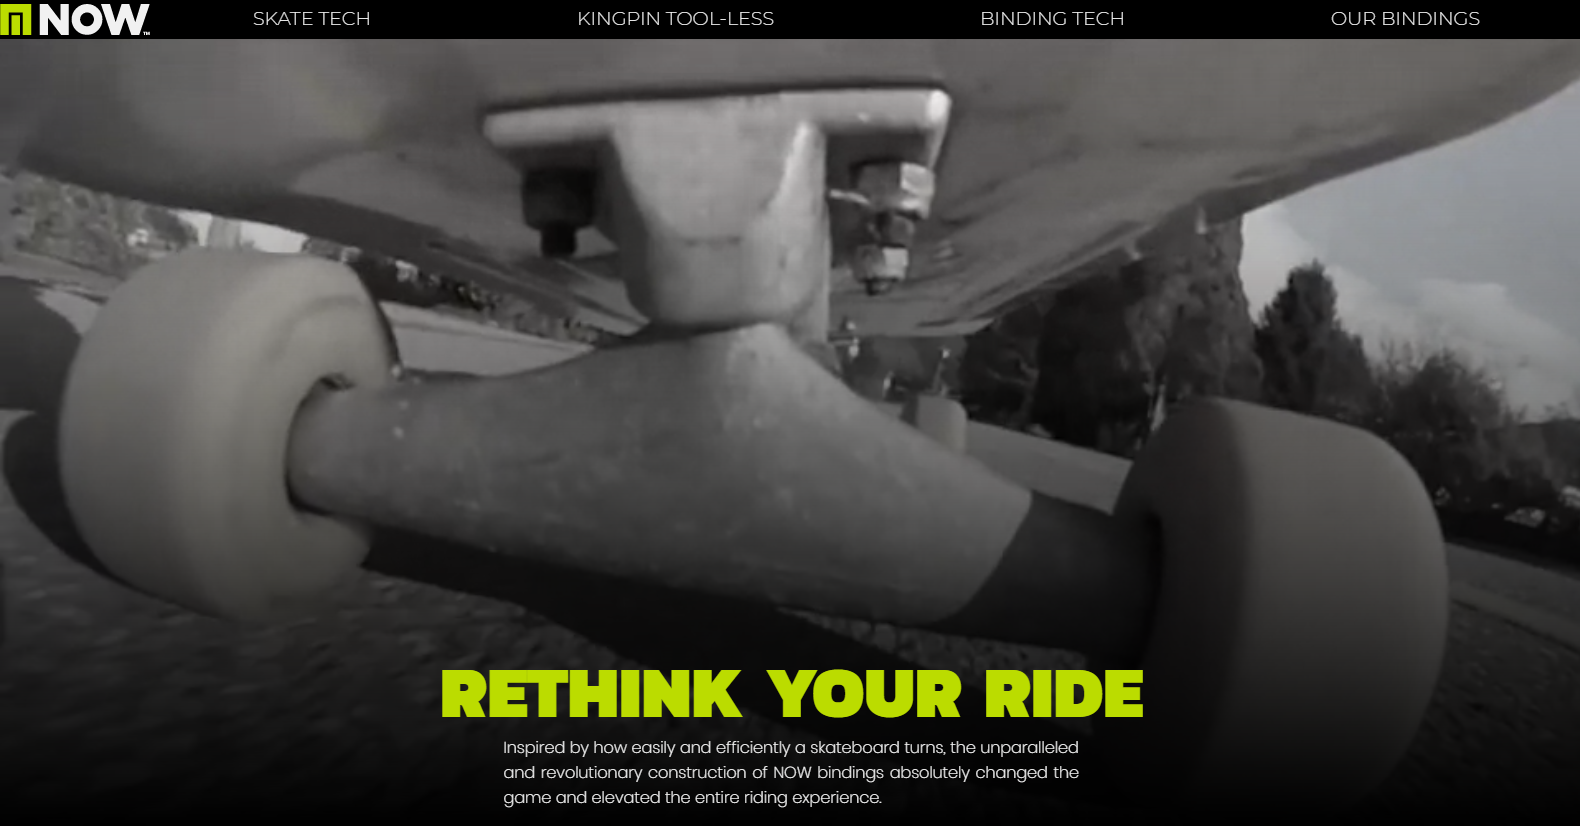 NOW™
SKATE TECH
KINGPIN TOOL-LESS
BINDING TECH
OUR BINDINGS
RETHINK YOUR RIDE
Inspired by how easily and efficiently a skateboard turns, the unparalleled
and revolutionary construction of NOW bindings absolutely changed the
game and elevated the entire riding experience.